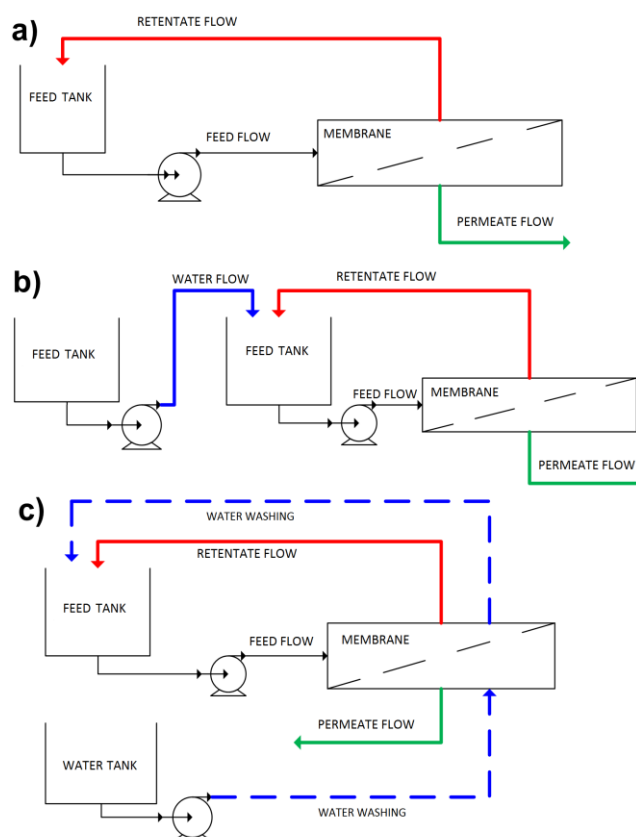 a)
RETENTATE FLOW
FEED TANK
FEED FLOW
MEMBRANE
PERMEATE FLOW
b)
WATER FLOW
RETENTATE FLOW
FEED TANK
FEED TANK
FEED FLOW
MEMBRANE
PERMEATE FLOW
c)
WATER WASHING
RETENTATE FLOW
FEED TANK
FEED FLOW
MEMBRANE
PERMEATE FLOW
WATER TANK
WATER WASHING